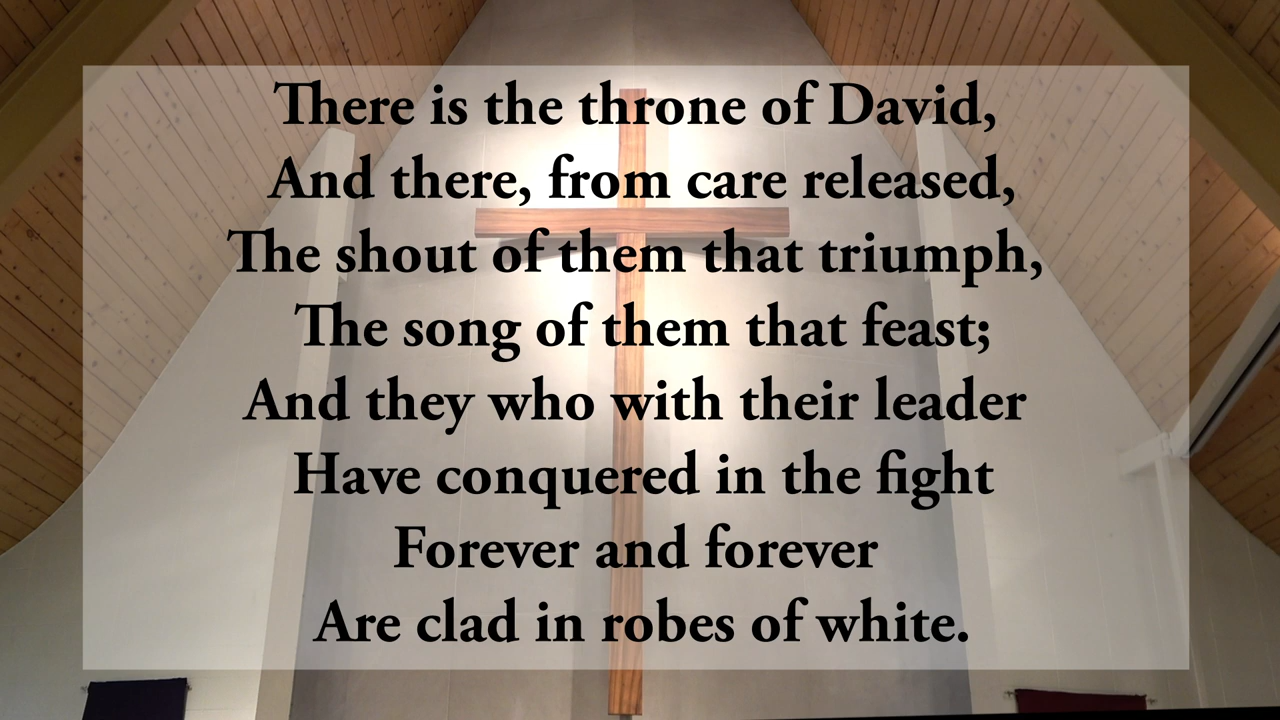 There is the throne of David,
And there, from care released,
The shout of them that triumph,
The song of them that feast;
And they who with their leader
Have conquered in the fight
Forever and forever
Are clad in robes of white.